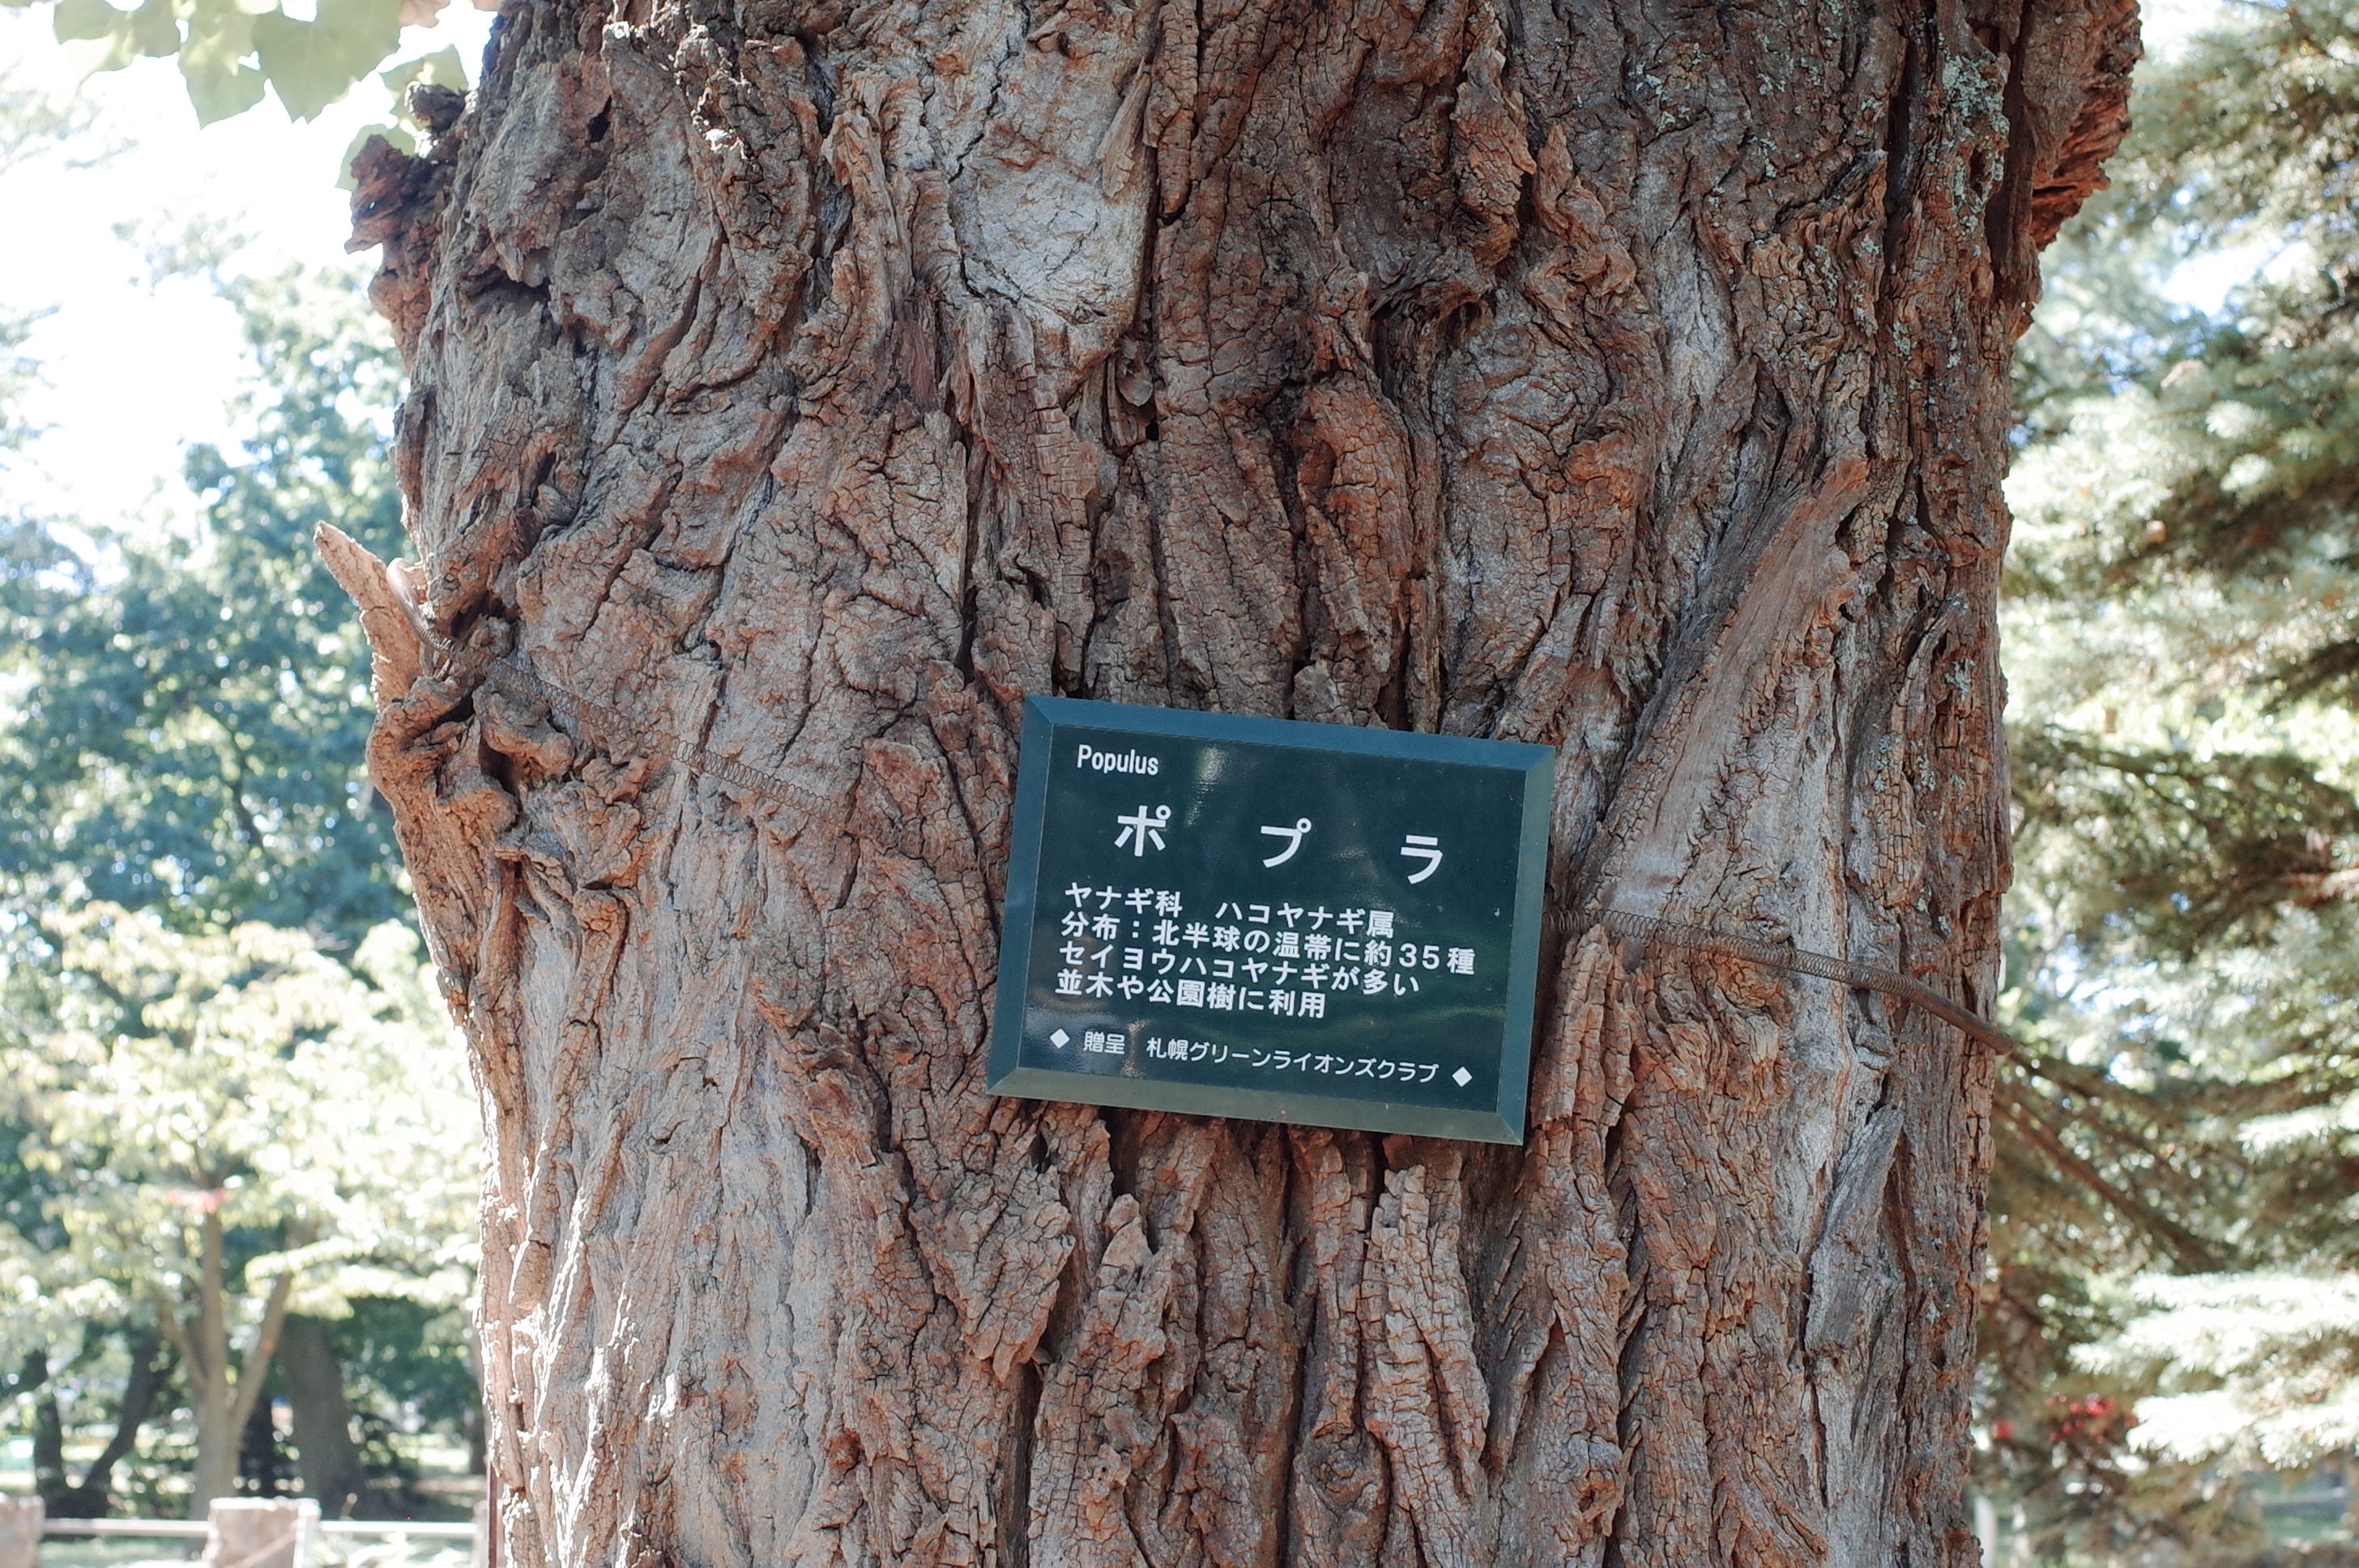 Populus
ポプラ
ヤナギ科　ハコヤナギ属
分布：北半球の温帯に約35種
セイヨウハコヤナギが多い
並木や公園樹に利用
◆ 贈呈　札幌グリーンライオンズクラブ ◆